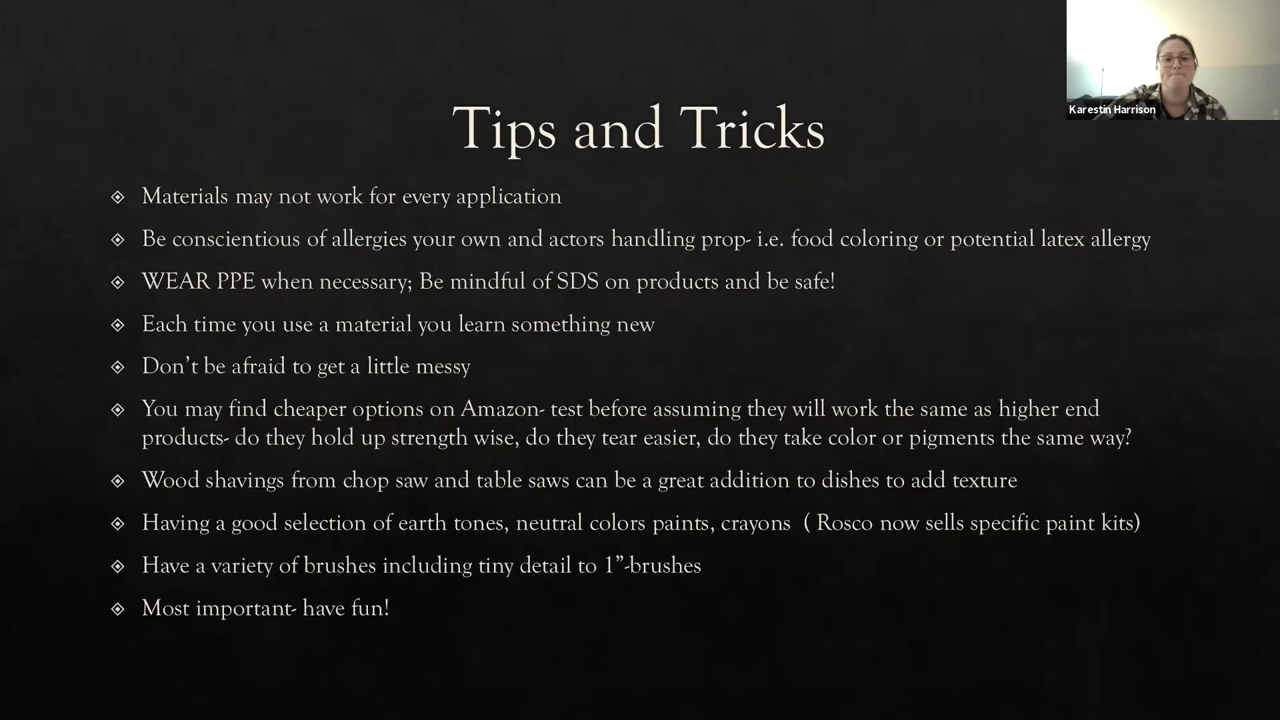 Karestin Harrison
Tips and Tricks
Materials may not work for every application
Be conscientious of allergies your own and actors handling prop- i.e. food coloring or potential latex allergy
WEAR PPE when necessary; Be mindful of SDS on products and be safe!
Each time you use a material you learn something new
Don’t be afraid to get a little messy
You may find cheaper options on Amazon- test before assuming they will work the same as higher end
products- do they hold up strength wise, do they tear easier, do they take color or pigments the same way?
Wood shavings from chop saw and table saws can be a great addition to dishes to add texture
Having a good selection of earth tones, neutral colors paints, crayons ( Rosco now sells specific paint kits)
Have a variety of brushes including tiny detail to 1”-brushes
Most important- have fun!